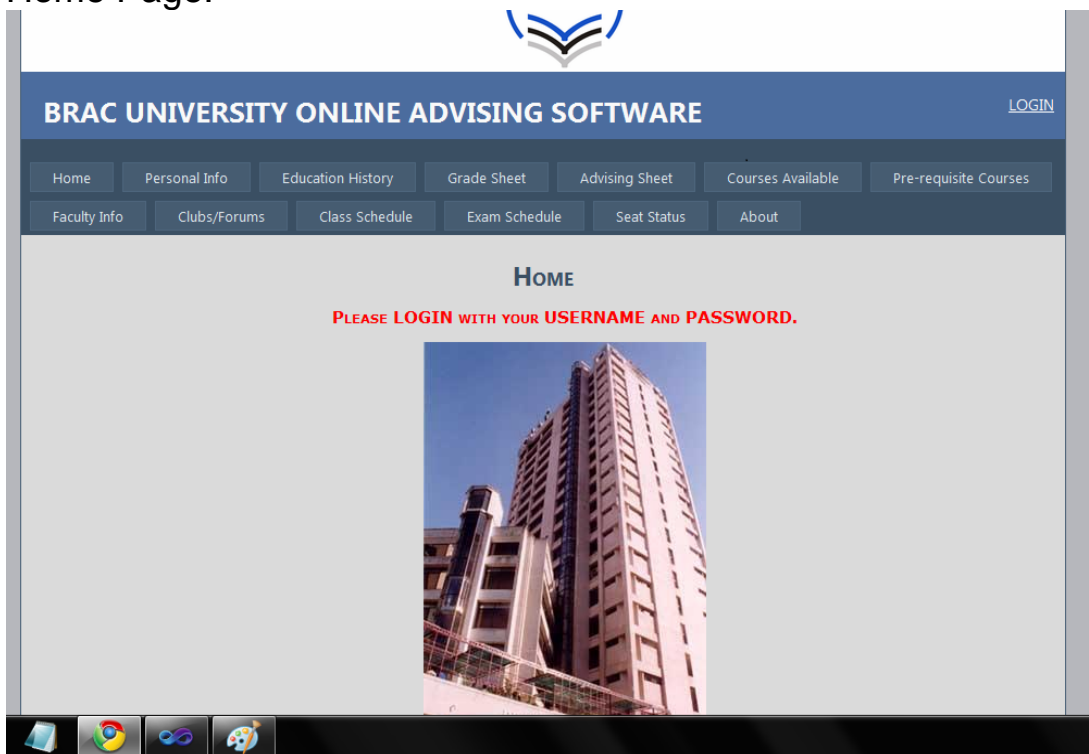 Home Page:
BRAC UNIVERSITY ONLINE ADVISING SOFTWARE
LOGIN
Home Personal Info Education History Grade Sheet Advising Sheet Courses Available Pre-requisite Courses
Faculty Info Clubs/Forums Class Schedule Exam Schedule Seat Status About
Home
Please LOGIN with your USERNAME and PASSWORD.